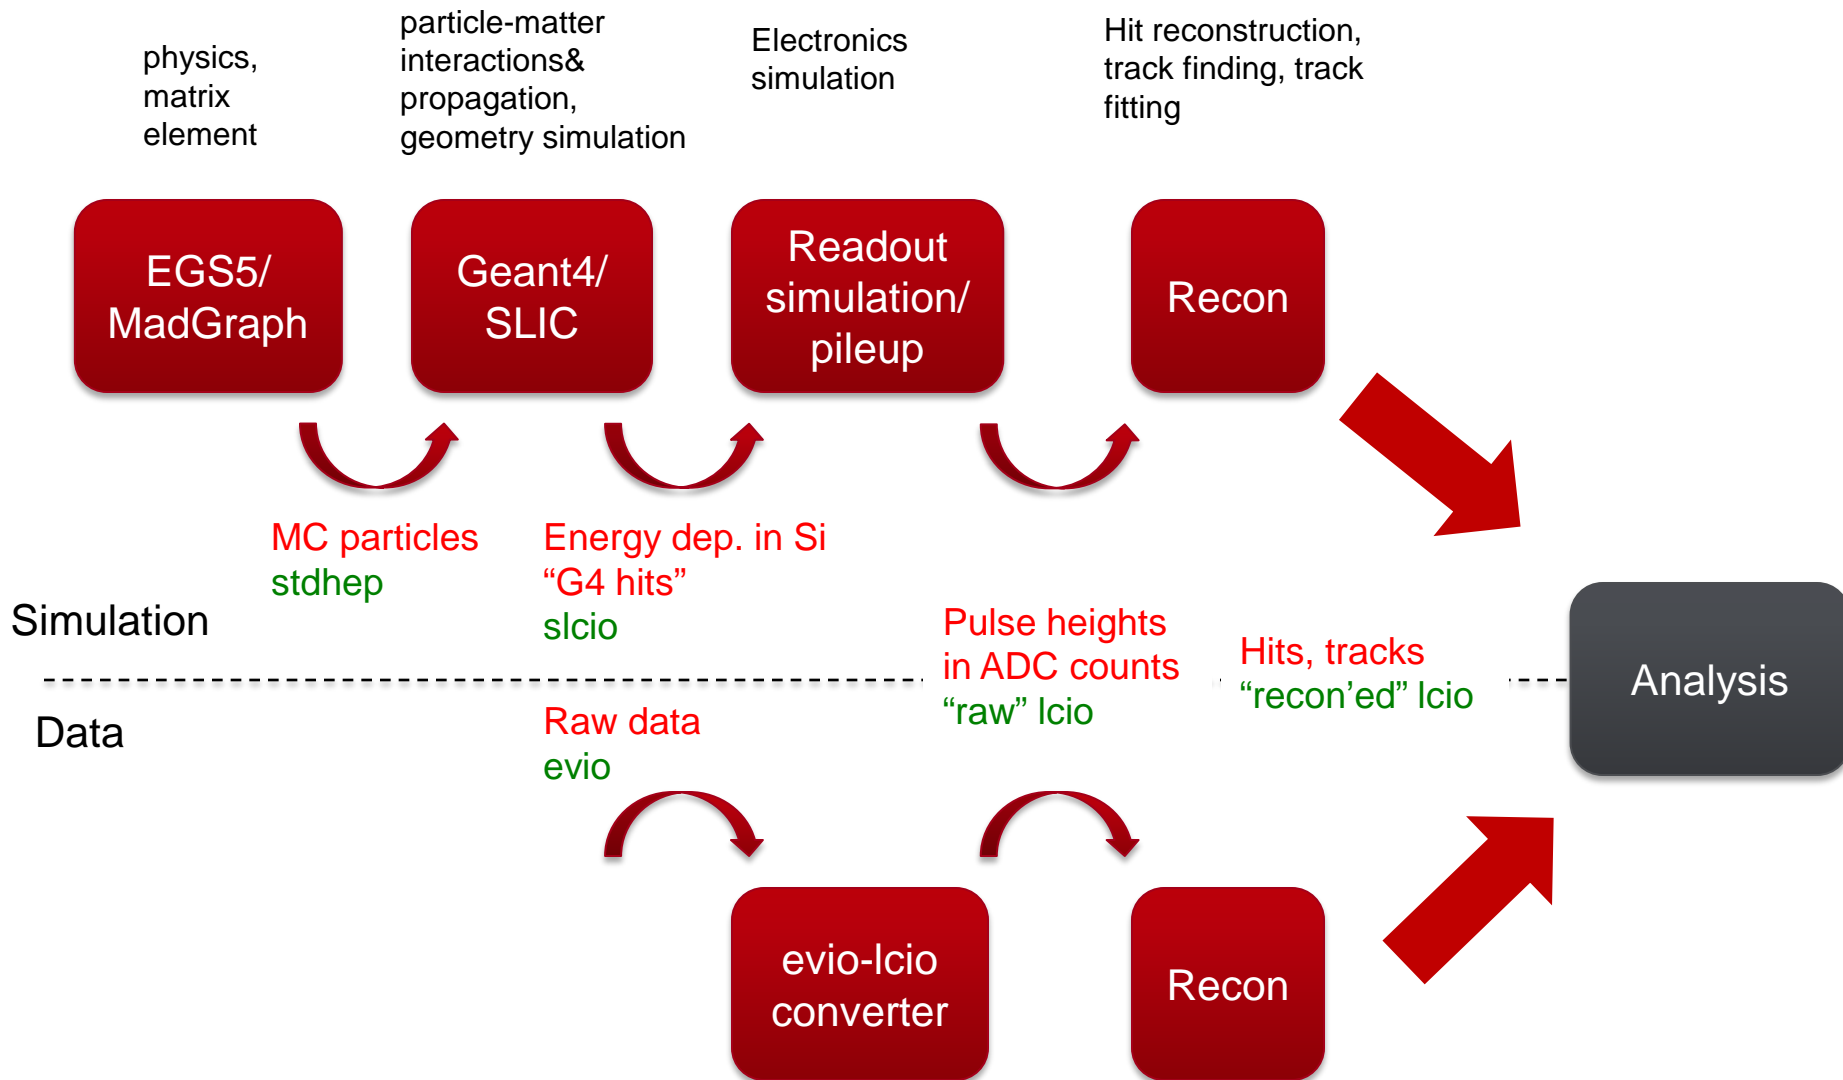 physics,
matrix
element
particle-matter
interactions&
propagation,
geometry simulation
Electronics
simulation
Hit reconstruction,
track finding, track
fitting
EGS5/
MadGraph
Geant4/
SLIC
Readout
simulation/
pileup
Recon
MC particles
stdhep
Energy dep. in Si
“G4 hits”
slcio
Simulation
Pulse heights
in ADC counts
“raw” lcio
Hits, tracks
“recon’ed” lcio
Analysis
Data
Raw data
evio
evio-lcio
converter
Recon